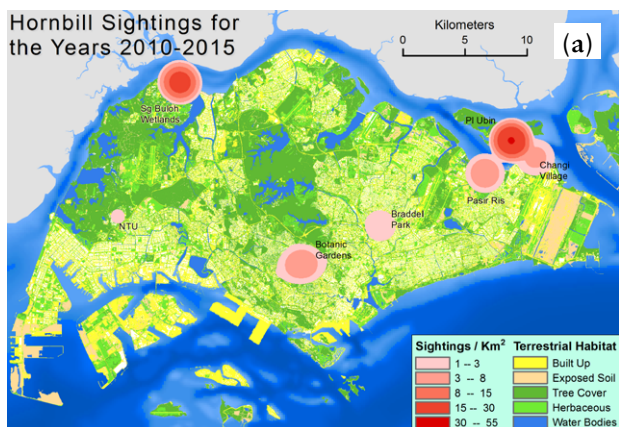 Hornbill Sightings for
the Years 2010-2015
Kilometers
0 5 10
(a)
Sg Buloh
Wetlands
Pl Ubin
Changi
Village
Pasir Ris
Braddel
Park
NTU
Botanic
Gardens
Sightings / Km²
1 -- 3
3 -- 8
8 -- 15
15 -- 30
30 -- 55
Terrestrial Habitat
Built Up
Exposed Soil
Tree Cover
Herbaceous
Water Bodies